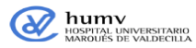 humv
HOSPITAL UNIVERSITARIO
MARQUÉS DE VALDECILLA